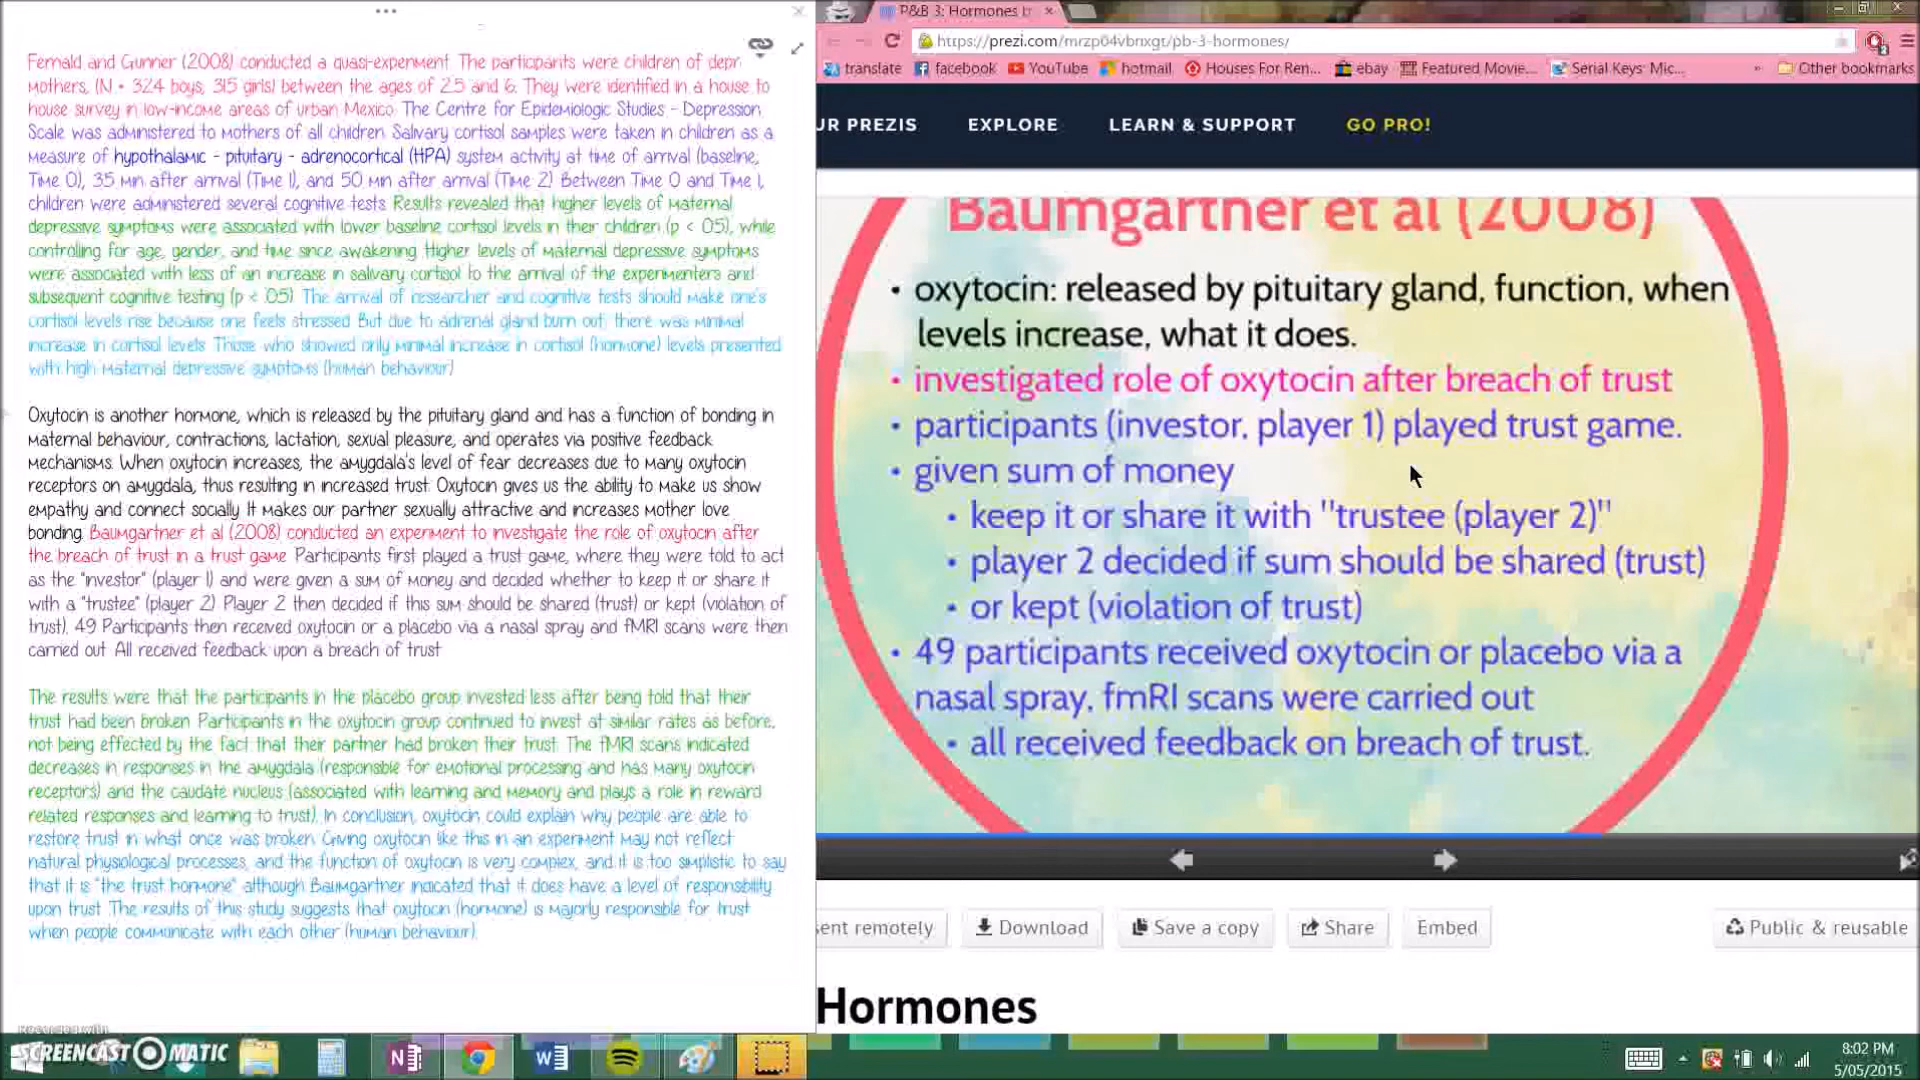 Fernald and Gunner (2008) conducted a quasi-experiment. The participants were children of depr
mothers, (N = 324 boys, 315 girls) between the ages of 2.5 and 6. They were identified in a house to
house survey in low-income areas of urban Mexico. The Centre for Epidemiologic Studies - Depression
Scale was administered to mothers of all children. Salivary cortisol samples were taken in children as a
measure of hypothalamic - pituitary - adrenocortical (HPA) system activity at time of arrival (baseline,
Time 0), 35 min after arrival (Time 1), and 50 min after arrival (Time 2). Between Time 0 and Time 1,
children were administered several cognitive tests. Results revealed that higher levels of maternal
depressive symptoms were associated with lower baseline cortisol levels in their children (p < .05), while
controlling for age, gender, and time since awakening. Higher levels of maternal depressive symptoms
were associated with less of an increase in salivary cortisol to the arrival of the experimenters and
subsequent cognitive testing (p < .05). The arrival of researcher and cognitive tests should make one's
cortisol levels rise because one feels stressed. But due to adrenal gland burn out, there was minimal
increase in cortisol levels. Those who showed only minimal increase in cortisol (hormone) levels presented
with high maternal depressive symptoms (human behaviour).
Oxytocin is another hormone, which is released by the pituitary gland and has a function of bonding in
maternal behaviour, contractions, lactation, sexual pleasure, and operates via positive feedback
mechanisms. When oxytocin increases, the amygdala's level of fear decreases due to many oxytocin
receptors on amygdala, thus resulting in increased trust. Oxytocin gives us the ability to make us show
empathy and connect socially. It makes our partner sexually attractive and increases mother love
bonding. Baumgartner et al (2008) conducted an experiment to investigate the role of oxytocin after
the breach of trust in a trust game. Participants first played a trust game, where they were told to act
as the "investor" (player 1) and were given a sum of money and decided whether to keep it or share it
with a "trustee" (player 2). Player 2 then decided if this sum should be shared (trust) or kept (violation of
trust). 49 Participants then received oxytocin or a placebo via a nasal spray and fMRI scans were then
carried out. All received feedback upon a breach of trust.
The results were that the participants in the placebo group invested less after being told that their
trust had been broken. Participants in the oxytocin group continued to invest at similar rates as before,
not being effected by the fact that their partner had broken their trust. The fMRI scans indicated
decreases in responses in the amygdala (responsible for emotional processing and has many oxytocin
receptors) and the caudate nucleus (associated with learning and memory and plays a role in reward
related responses and learning to trust). In conclusion, oxytocin could explain why people are able to
restore trust in what once was broken. Giving oxytocin like this in an experiment may not reflect
natural physiological processes, and the function of oxytocin is very complex, and it is too simplistic to say
that it is "the trust hormone" although Baumgartner indicated that it does have a level of responsibility
upon trust. The results of this study suggests that oxytocin (hormone) is majorly responsible for trust
when people communicate with each other (human behaviour).
P&B 3: Hormones b
https://prezi.com/mrzp04vbnxgt/pb-3-hormones/
translate facebook YouTube hotmail Houses For Ren... ebay Featured Movie... Serial Keys: Mic... » Other bookmarks
UR PREZIS EXPLORE LEARN & SUPPORT GO PRO!
Baumgartner et al (2008)
• oxytocin: released by pituitary gland, function, when
levels increase, what it does.
• investigated role of oxytocin after breach of trust
• participants (investor, player 1) played trust game.
• given sum of money
• keep it or share it with "trustee (player 2)"
• player 2 decided if sum should be shared (trust)
• or kept (violation of trust)
• 49 participants received oxytocin or placebo via a
nasal spray, fmRI scans were carried out
• all received feedback on breach of trust.
sent remotely Download Save a copy Share Embed Public & reusable
Hormones
SCREENCAST O MATIC
8:02 PM
5/05/2015